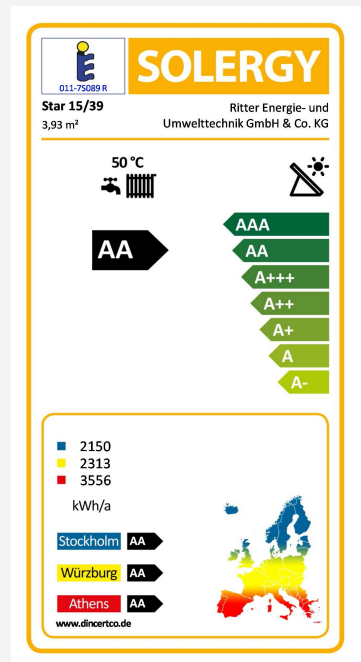 SOLERGY
011-7S089 R
Star 15/39
Ritter Energie- und
3,93 m²
Umwelttechnik GmbH & Co. KG
50 °C
AA
AAA
AA
A+++
A++
A+
A
A-
2150
2313
3556
kWh/a
Stockholm AA
Würzburg AA
Athens AA
www.dincertco.de